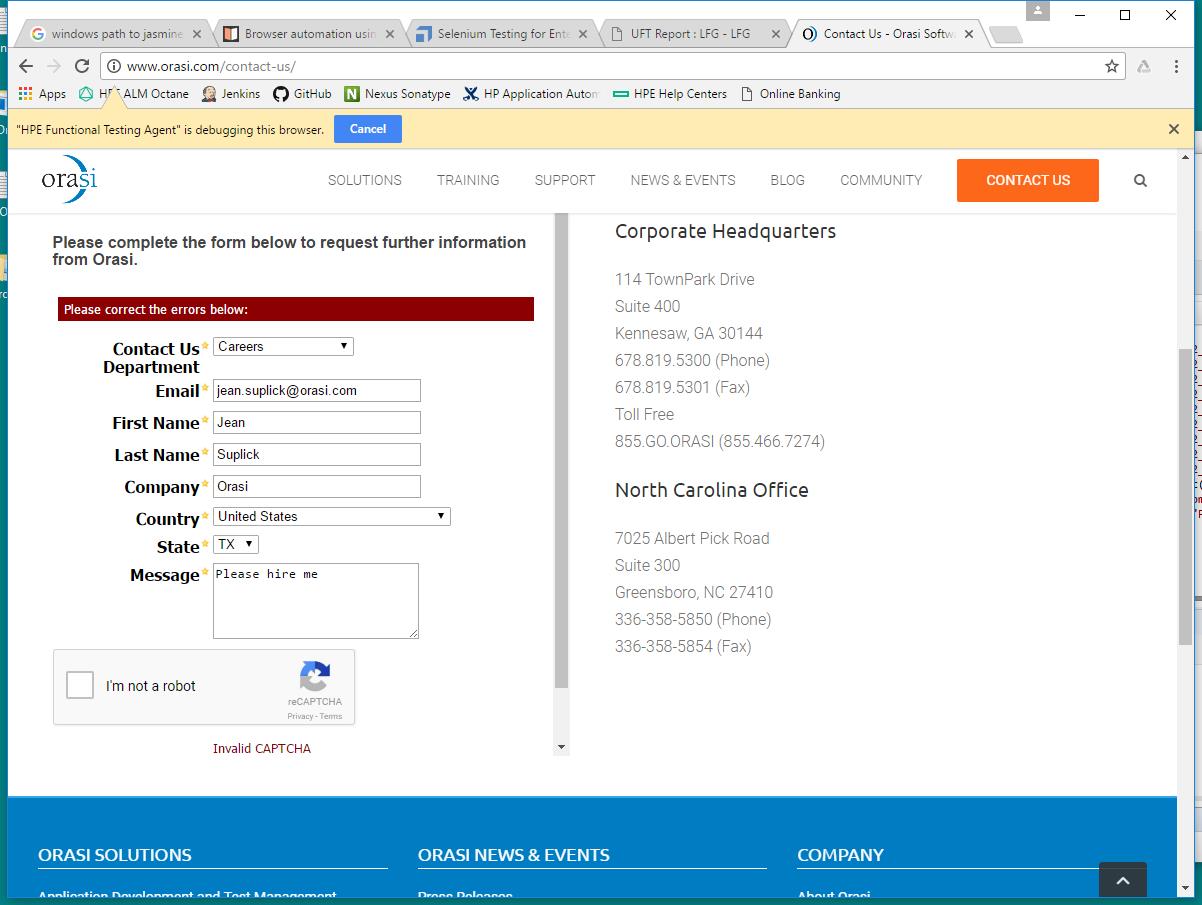 windows path to jasmine
Browser automation usin
Selenium Testing for Ente
UFT Report : LFG - LFG
Contact Us - Orasi Softw
www.orasi.com/contact-us/
Apps
ALM Octane
Jenkins
GitHub
Nexus Sonatype
HP Application Autom
HPE Help Centers
Online Banking
"HPE Functional Testing Agent" is debugging this browser.
Cancel
orasi
SOLUTIONS
TRAINING
SUPPORT
NEWS & EVENTS
BLOG
COMMUNITY
CONTACT US
Please complete the form below to request further information
from Orasi.
Please correct the errors below:
Contact Us
Department
Careers
Email
jean.suplick@orasi.com
First Name
Jean
Last Name
Suplick
Company
Orasi
Country
United States
State
TX
Message
Please hire me
I'm not a robot
reCAPTCHA
Privacy - Terms
Invalid CAPTCHA
Corporate Headquarters
114 TownPark Drive
Suite 400
Kennesaw, GA 30144
678.819.5300 (Phone)
678.819.5301 (Fax)
Toll Free
855.GO.ORASI (855.466.7274)
North Carolina Office
7025 Albert Pick Road
Suite 300
Greensboro, NC 27410
336-358-5850 (Phone)
336-358-5854 (Fax)
ORASI SOLUTIONS
Application Development and Test Management
ORASI NEWS & EVENTS
Press Releases
COMPANY
About Orasi